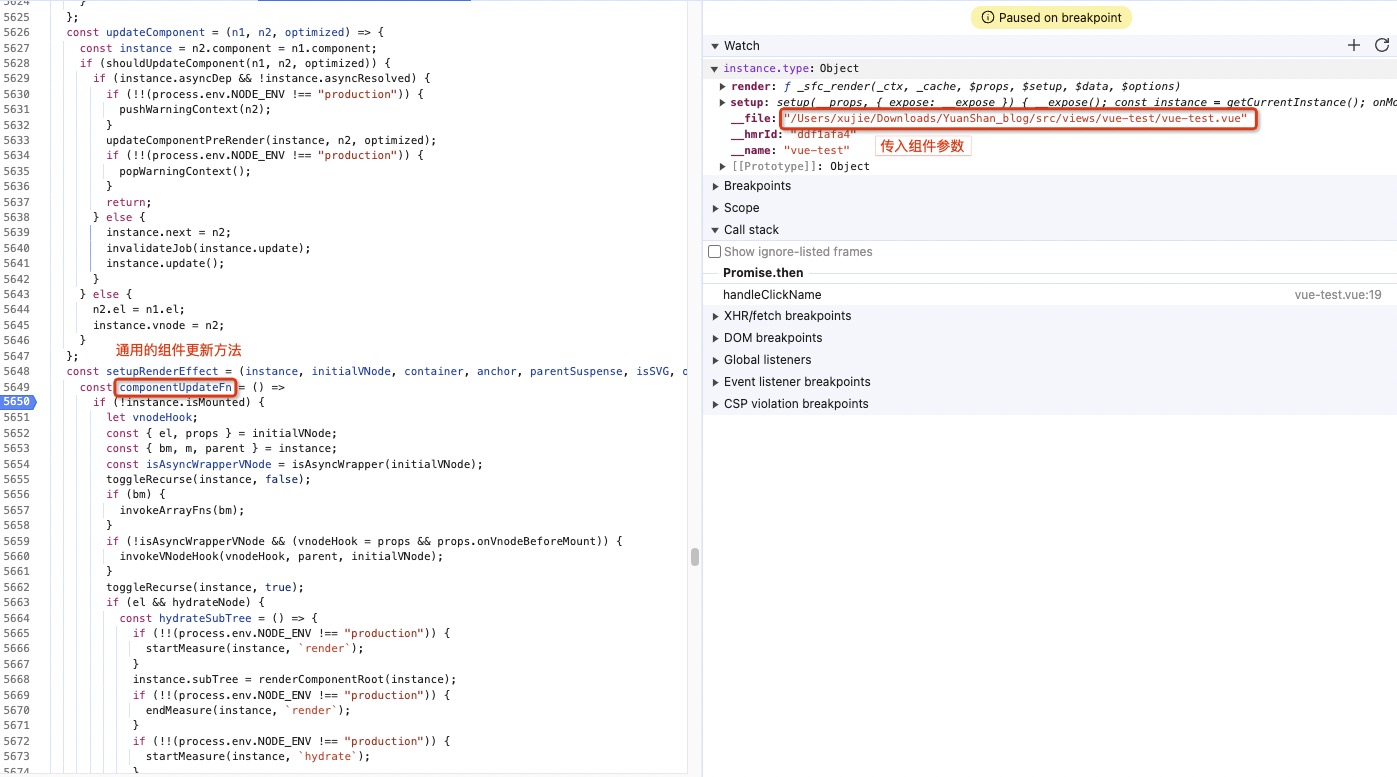 5624 }
5625 };
5626 const updateComponent = (n1, n2, optimized) => {
5627 const instance = n2.component = n1.component;
5628 if (shouldUpdateComponent(n1, n2, optimized)) {
5629 if (instance.asyncDep && !instance.asyncResolved) {
5630 if (!!(process.env.NODE_ENV !== "production")) {
5631 pushWarningContext(n2);
5632 }
5633 updateComponentPreRender(instance, n2, optimized);
5634 if (!!(process.env.NODE_ENV !== "production")) {
5635 popWarningContext();
5636 }
5637 return;
5638 } else {
5639 instance.next = n2;
5640 invalidateJob(instance.update);
5641 instance.update();
5642 }
5643 } else {
5644 n2.el = n1.el;
5645 instance.vnode = n2;
5646 }
5647 };
通用的组件更新方法
5648 const setupRenderEffect = (instance, initialVNode, container, anchor, parentSuspense, isSVG, o
5649 const componentUpdateFn = () =>
5650 if (!instance.isMounted) {
5651 let vnodeHook;
5652 const { el, props } = initialVNode;
5653 const { bm, m, parent } = instance;
5654 const isAsyncWrapperVNode = isAsyncWrapper(initialVNode);
5655 toggleRecurse(instance, false);
5656 if (bm) {
5657 invokeArrayFns(bm);
5658 }
5659 if (!isAsyncWrapperVNode && (vnodeHook = props && props.onVnodeBeforeMount)) {
5660 invokeVNodeHook(vnodeHook, parent, initialVNode);
5661 }
5662 toggleRecurse(instance, true);
5663 if (el && hydrateNode) {
5664 const hydrateSubTree = () => {
5665 if (!!(process.env.NODE_ENV !== "production")) {
5666 startMeasure(instance, `render`);
5667 }
5668 instance.subTree = renderComponentRoot(instance);
5669 if (!!(process.env.NODE_ENV !== "production")) {
5670 endMeasure(instance, `render`);
5671 }
5672 if (!!(process.env.NODE_ENV !== "production")) {
5673 startMeasure(instance, `hydrate`);
5674 }
Paused on breakpoint
Watch
instance.type: Object
render: ƒ _sfc_render(_ctx, _cache, $props, $setup, $data, $options)
setup: setup(__props, { expose: __expose }) { __expose(); const instance = getCurrentInstance(); onMo
__file: "/Users/xujie/Downloads/YuanShan_blog/src/views/vue-test/vue-test.vue"
__hmrId: "ddf1afa4"
__name: "vue-test"
传入组件参数
[[Prototype]]: Object
Breakpoints
Scope
Call stack
Show ignore-listed frames
Promise.then
handleClickName vue-test.vue:19
XHR/fetch breakpoints
DOM breakpoints
Global listeners
Event listener breakpoints
CSP violation breakpoints